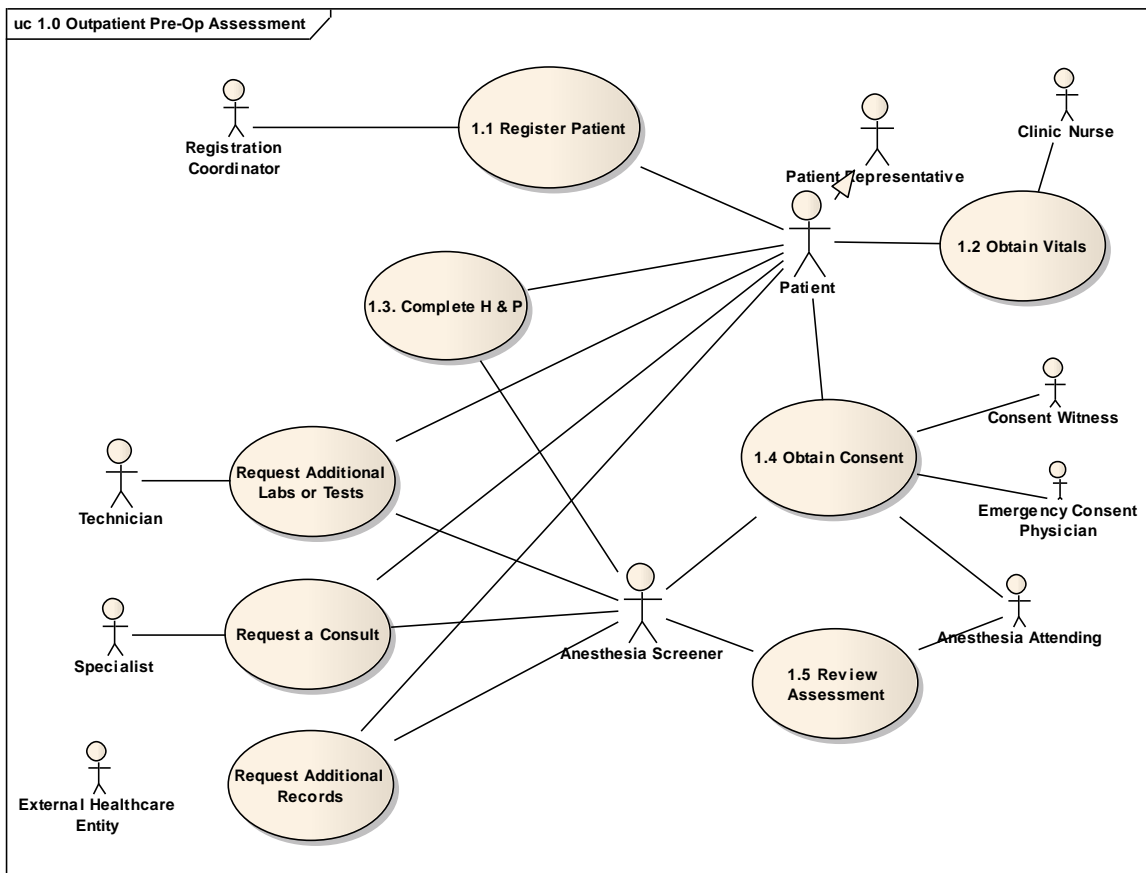 uc 1.0 Outpatient Pre-Op Assessment
Registration
Coordinator
1.1 Register Patient
Patient Representative
Clinic Nurse
1.2 Obtain Vitals
Patient
1.3. Complete H & P
Consent Witness
1.4 Obtain Consent
Emergency Consent
Physician
Technician
Request Additional
Labs or Tests
Specialist
Request a Consult
Anesthesia Screener
Anesthesia Attending
1.5 Review
Assessment
External Healthcare
Entity
Request Additional
Records